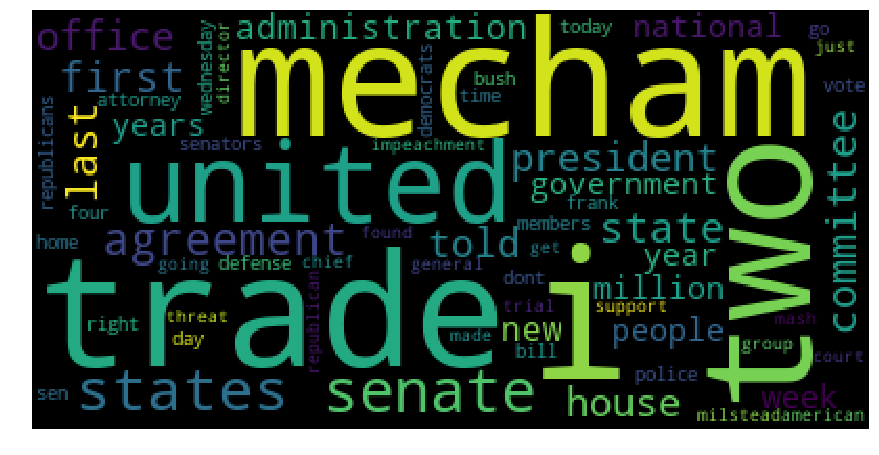 office
administration
today
national
go
just
first
wednesday
director
mecham
democrats
bush
time
attorney
vote
years
last
republicans
senators
impeachment
united
president
two
committee
government
four
frank
home
agreement
found
told
members
get
state
going
defense
chief
general
year
trade
i
dont
million
right
threat
day
republican
trial
support
made
new
people
mash
bill
group
court
sen
states
senate
police
house
week
milsteadamerican